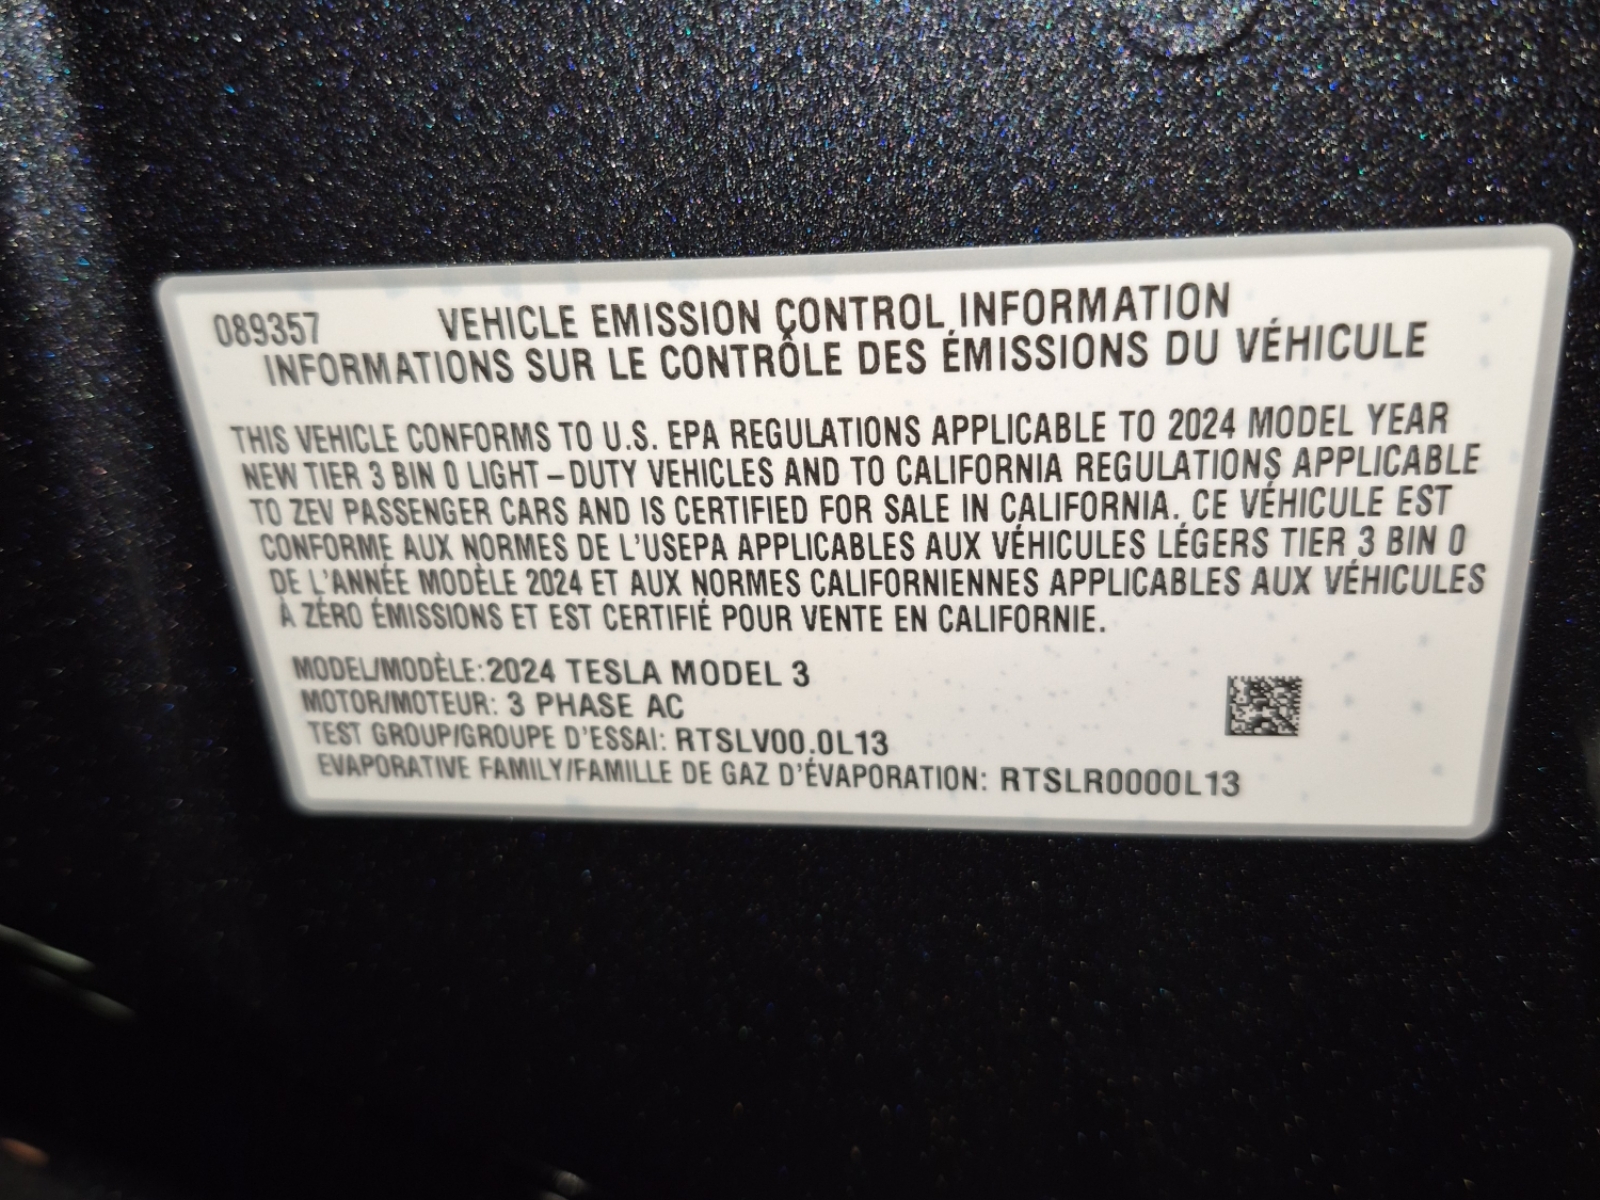 089357 VEHICLE EMISSION CONTROL INFORMATION
INFORMATIONS SUR LE CONTRÔLE DES ÉMISSIONS DU VÉHICULE
THIS VEHICLE CONFORMS TO U.S. EPA REGULATIONS APPLICABLE TO 2024 MODEL YEAR
NEW TIER 3 BIN 0 LIGHT-DUTY VEHICLES AND TO CALIFORNIA REGULATIONS APPLICABLE
TO ZEV PASSENGER CARS AND IS CERTIFIED FOR SALE IN CALIFORNIA. CE VÉHICULE EST
CONFORME AUX NORMES DE L'USEPA APPLICABLES AUX VÉHICULES LÉGERS TIER 3 BIN 0
DE L'ANNÉE MODÈLE 2024 ET AUX NORMES CALIFORNIENNES APPLICABLES AUX VÉHICULES
À ZÉRO ÉMISSIONS ET EST CERTIFIÉ POUR VENTE EN CALIFORNIE.
MODEL/MODÈLE:2024 TESLA MODEL 3
MOTOR/MOTEUR: 3 PHASE AC
TEST GROUP/GROUPE D'ESSAI: RTSLV00.0L13
EVAPORATIVE FAMILY/FAMILLE DE GAZ D'ÉVAPORATION: RTSLR0000L13